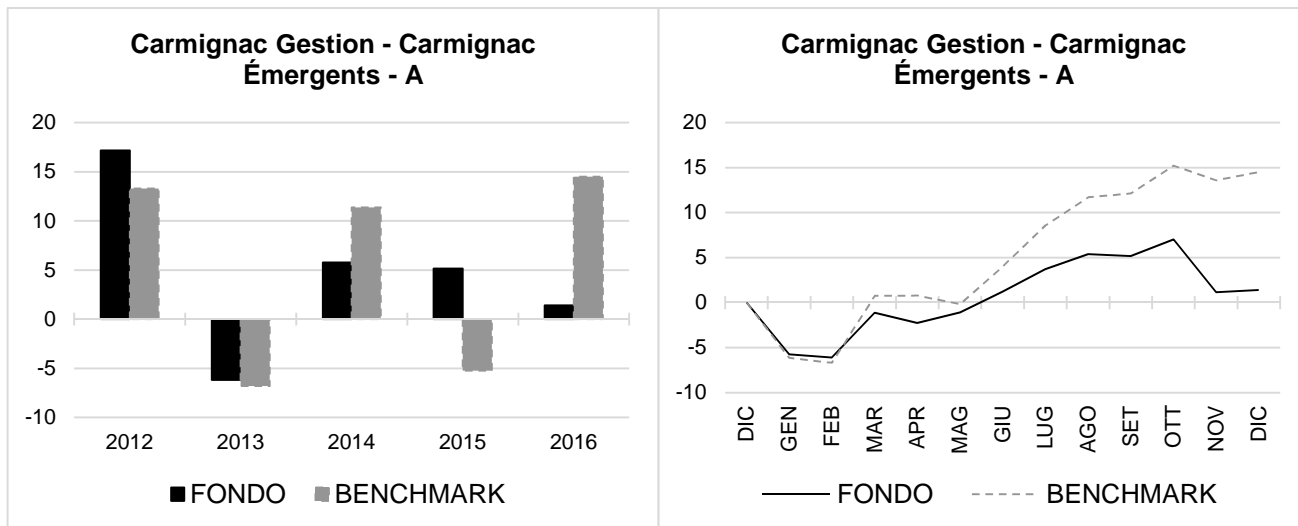 Carmignac Gestion - Carmignac
Émergents - A
20
15
10
5
0
-5
-10
2012 2013 2014 2015 2016
FONDO BENCHMARK
Carmignac Gestion - Carmignac
Émergents - A
20
15
10
5
0
-5
-10
DIC GEN FEB MAR APR MAG GIU LUG AGO SET OTT NOV DIC
FONDO BENCHMARK